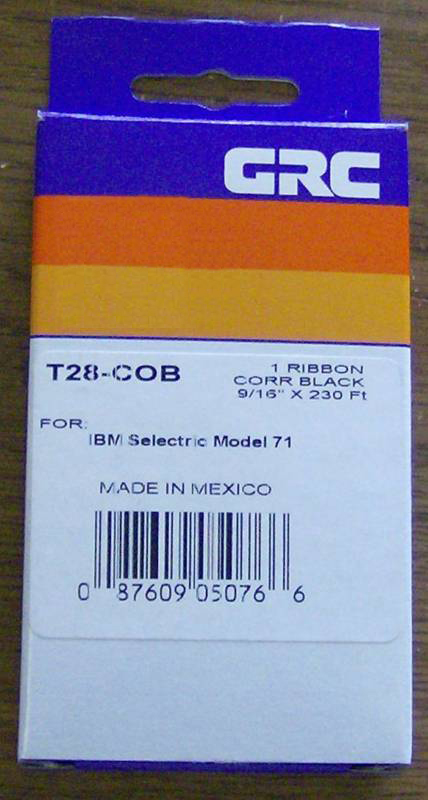 GRC
T28-COB
1 RIBBON
CORR BLACK
9/16" X 230 Ft
FOR:
IBM Selectric Model 71
MADE IN MEXICO
0 87609 05076 6